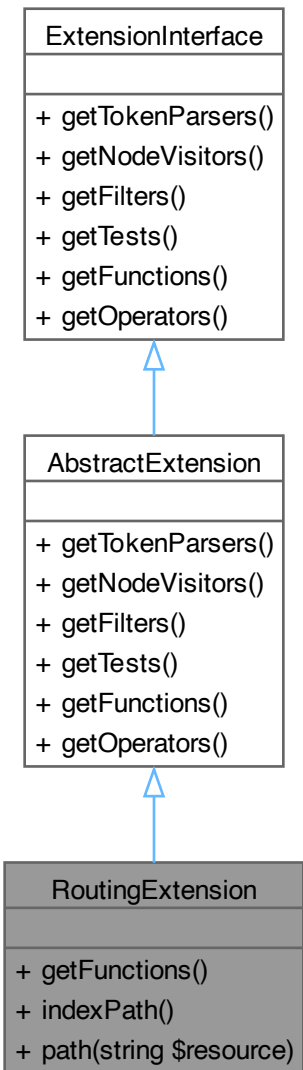 ExtensionInterface
+ getTokenParsers()
+ getNodeVisitors()
+ getFilters()
+ getTests()
+ getFunctions()
+ getOperators()
AbstractExtension
+ getTokenParsers()
+ getNodeVisitors()
+ getFilters()
+ getTests()
+ getFunctions()
+ getOperators()
RoutingExtension
+ getFunctions()
+ indexPath()
+ path(string $resource)